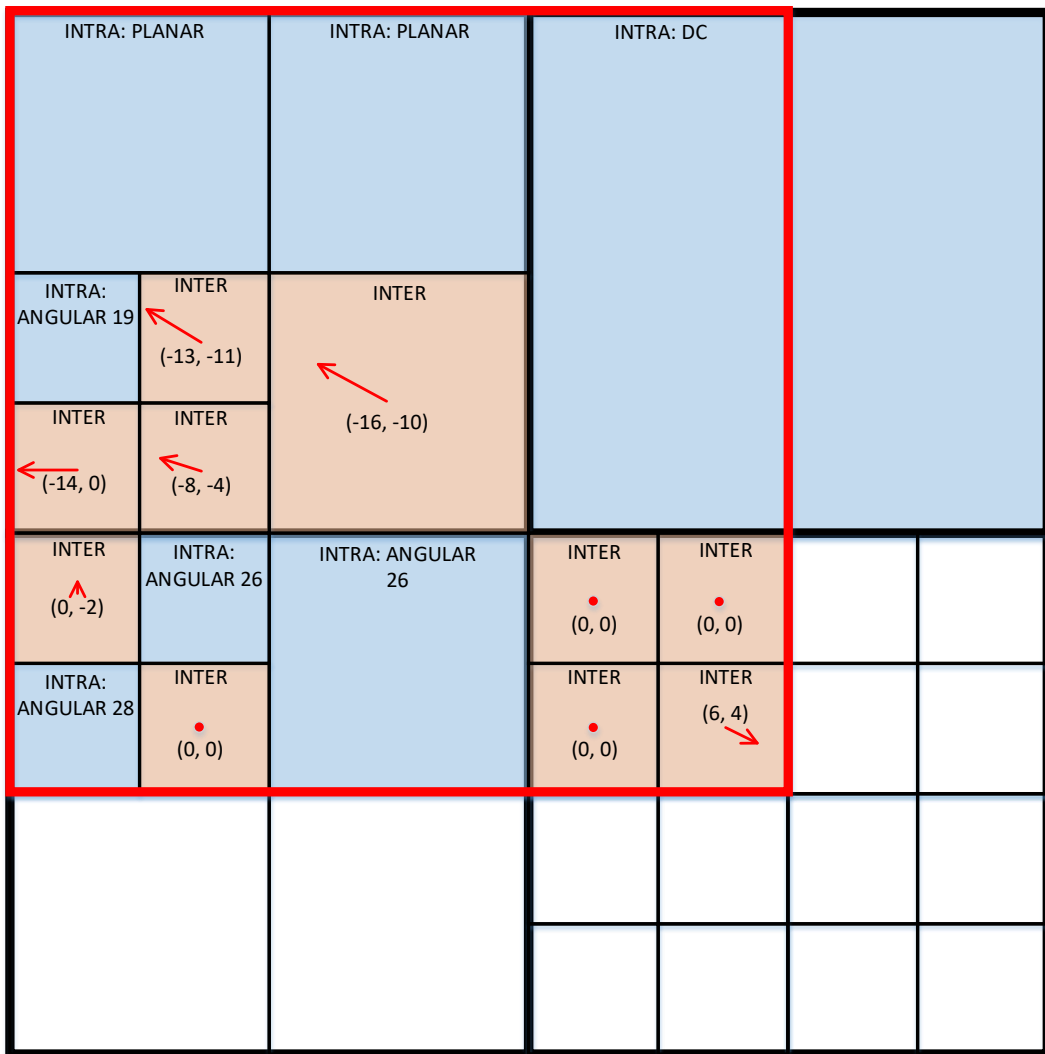 INTRA: PLANAR
INTRA: PLANAR
INTRA: DC
INTRA:
ANGULAR 19
INTER
(-13, -11)
INTER
(-16, -10)
INTER
(-14, 0)
INTER
(-8, -4)
INTER
(0, -2)
INTRA:
ANGULAR 26
INTRA: ANGULAR
26
INTER
(0, 0)
INTER
(0, 0)
INTRA:
ANGULAR 28
INTER
(0, 0)
INTER
(0, 0)
INTER
(6, 4)